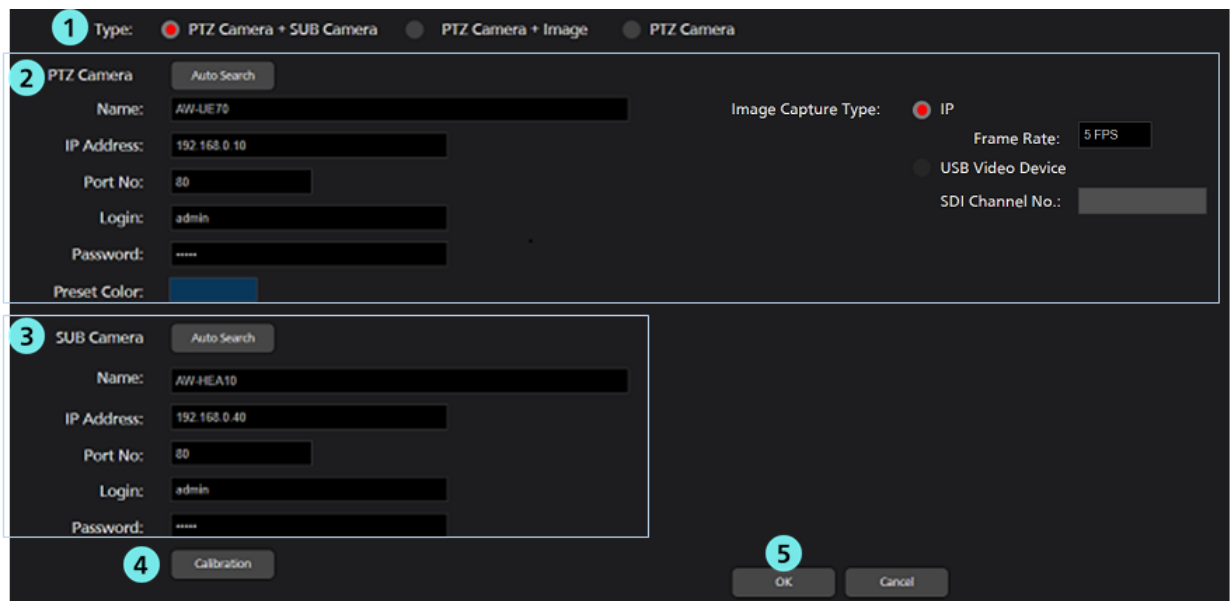 1 Type: PTZ Camera + SUB Camera PTZ Camera + Image PTZ Camera
2 PTZ Camera Auto Search
Name: AW-UE70 Image Capture Type: IP
Frame Rate: 5 FPS
IP Address: 192.168.0.10
USB Video Device
Port No: 80
SDI Channel No.:
Login: admin
Password: •••••
Preset Color:
3 SUB Camera Auto Search
Name: AW-HEA10
IP Address: 192.168.0.40
Port No: 80
Login: admin
Password: •••••
4 Calibration
5
OK Cancel